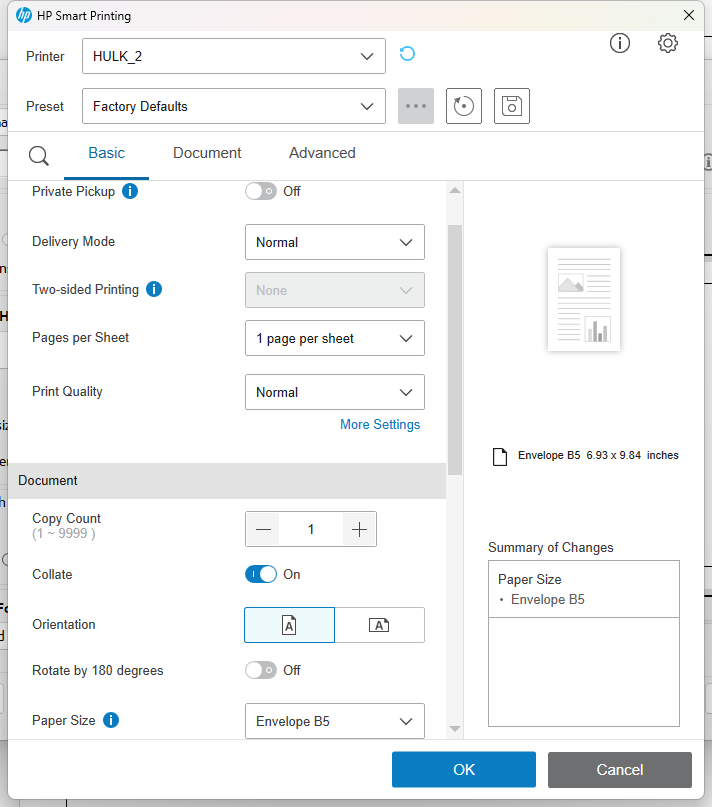 HP Smart Printing
Printer
HULK_2
Preset
Factory Defaults
Basic
Document
Advanced
Private Pickup
Off
Delivery Mode
Normal
Two-sided Printing
None
Pages per Sheet
1 page per sheet
Print Quality
Normal
More Settings
Document
Copy Count
(1 ~ 9999 )
1
Collate
On
Orientation
Rotate by 180 degrees
Off
Paper Size
Envelope B5
Envelope B5 6.93 x 9.84 inches
Summary of Changes
Paper Size
• Envelope B5
OK
Cancel